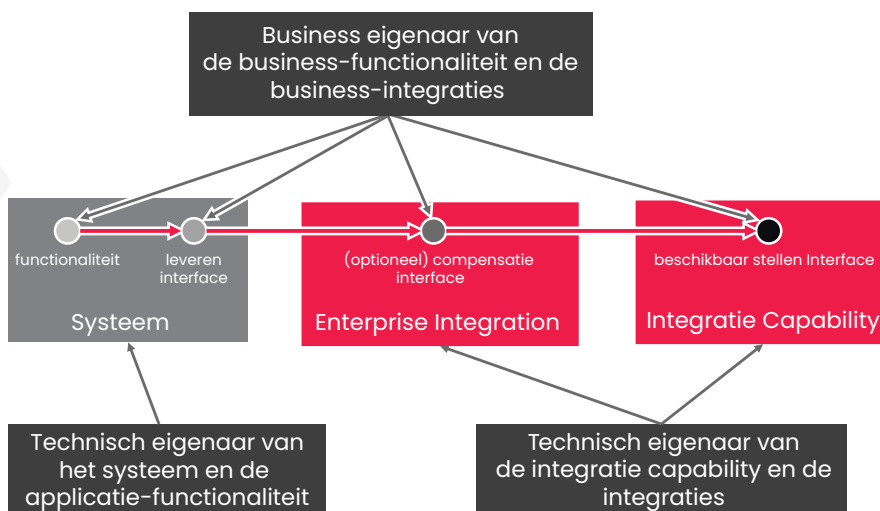 Business eigenaar van
de business-functionaliteit en de
business-integraties
functionaliteit
leveren
interface
Systeem
(optioneel) compensatie
interface
Enterprise Integration
beschikbaar stellen Interface
Integratie Capability
Technisch eigenaar van
het systeem en de
applicatie-functionaliteit
Technisch eigenaar van
de integratie capability en de
integraties